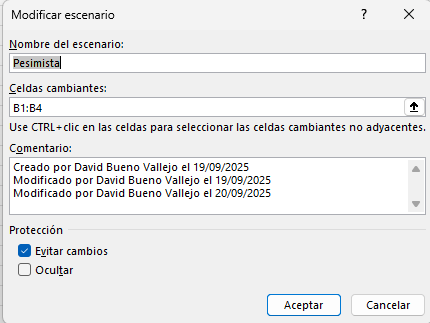 Modificar escenario
?
Nombre del escenario:
Pesimista
Celdas cambiantes:
B1:B4
Use CTRL+clic en las celdas para seleccionar las celdas cambiantes no adyacentes.
Comentario:
Creado por David Bueno Vallejo el 19/09/2025
Modificado por David Bueno Vallejo el 19/09/2025
Modificado por David Bueno Vallejo el 20/09/2025
Protección
Evitar cambios
Ocultar
Aceptar Cancelar